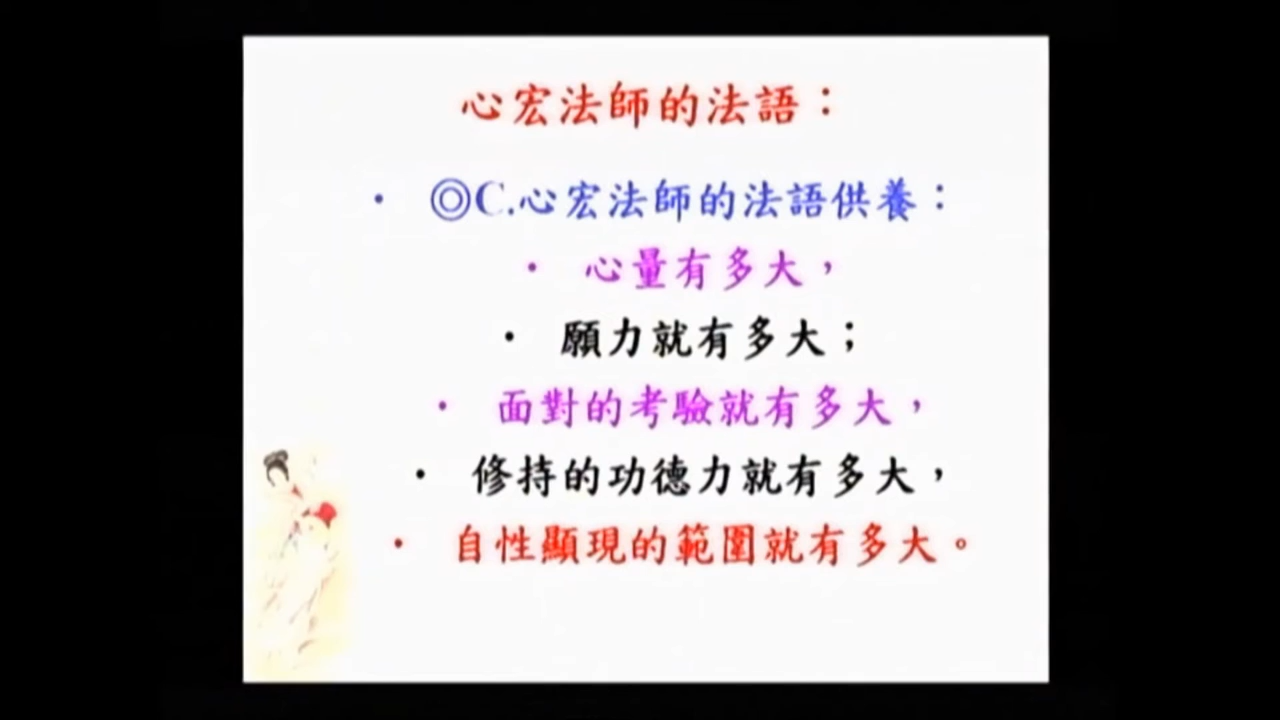 心宏法師的法語：
• ◎C.心宏法師的法語供養：
• 心量有多大，
• 願力就有多大；
• 面對的考驗就有多大，
• 修持的功德力就有多大，
• 自性顯現的範圍就有多大。